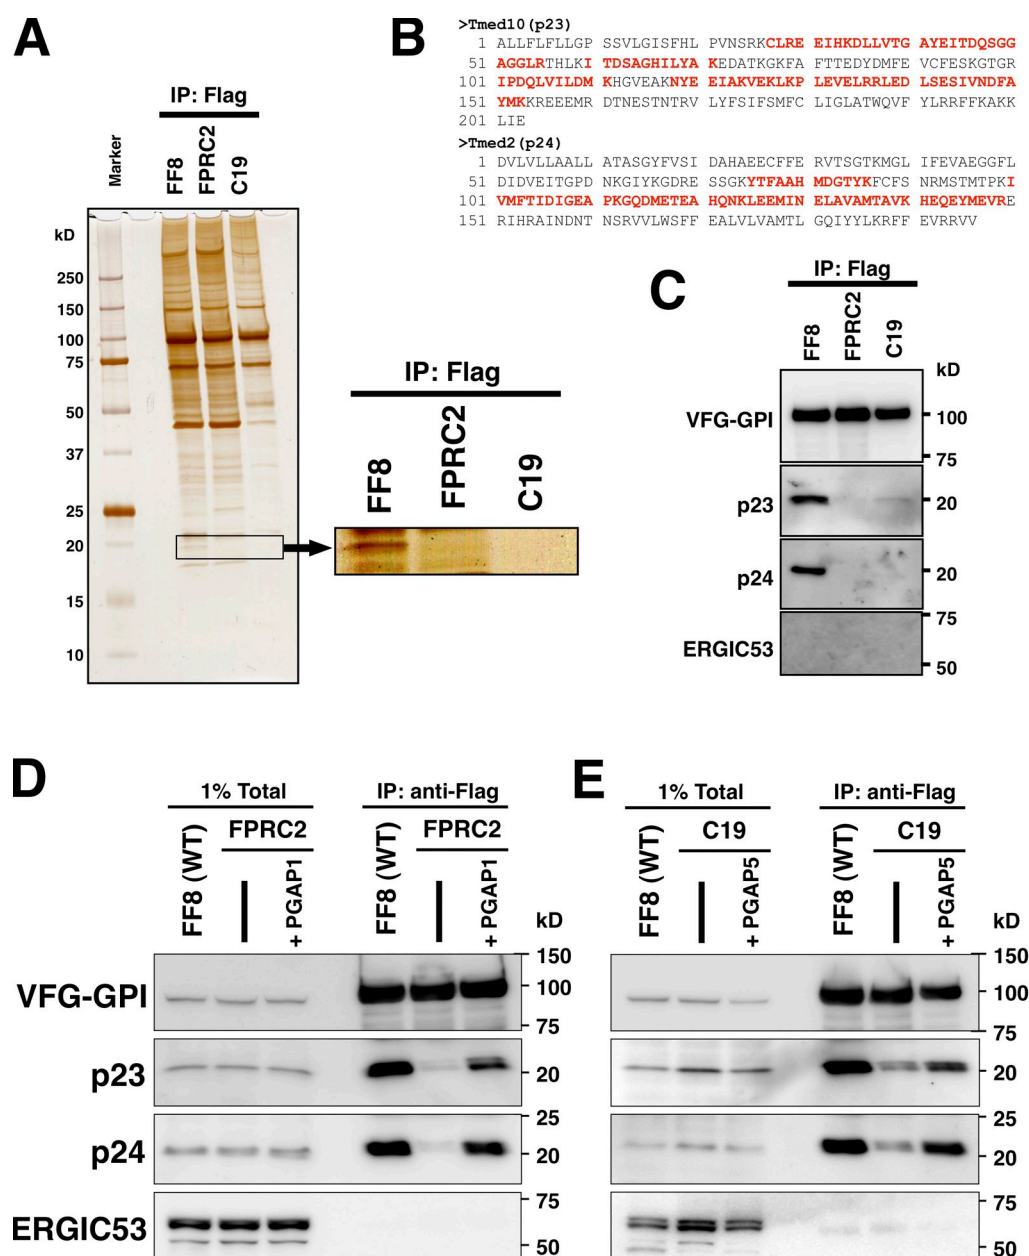 A
IP: Flag
Marker
FF8
FPRC2
C19
kD
250
150
100
75
50
37
25
20
15
10
IP: Flag
FF8
FPRC2
C19
B
>Tmed10(p23)
1 ALLFLFLLGP SSVLGISFHL PVNSRKCLRE EIHKDLLVTG AYEITDQSGG
51 AGGLRTHLKI TDSAGHILYA KEDATKGKFA FTTEDYDMFE VCFESKGTGR
101 IPDQLVILDM KHGVEAKNYE EIAKVEKLKP LEVELRRLED LSESIVNDFA
151 YMKKREEEMR DTNESTNTRV LYFSIFSMFC LIGLATWQVF YLRRFFKAKK
201 LIE
>Tmed2(p24)
1 DVLVLLAALL ATASGYFVSI DAHAEECFFE RVTSGTKMGL IFEVAEGGFL
51 DIDVEITGPD NKGIYKGDRE SSGKYTFAAH MDGTYKFCFS NRMSTMTPKI
101 VMFTIDIGEA PKGQDMETEA HQNKLEEMIN ELAVAMTAVK HEQEYMEVRE
151 RIHRAINDNT NSRVVLWSFF EALVLVAMTL GQIYYLKRFF EVRRVV
C
IP: Flag
FF8
FPRC2
C19
kD
VFG-GPI
100
75
p23
20
p24
20
ERGIC53
75
50
D
1% Total
IP: anti-Flag
FF8 (WT)
FPRC2
+ PGAP1
FF8 (WT)
FPRC2
+ PGAP1
kD
VFG-GPI
150
100
75
p23
20
p24
25
20
ERGIC53
75
50
E
1% Total
IP: anti-Flag
FF8 (WT)
C19
+ PGAP5
FF8 (WT)
C19
+ PGAP5
kD
150
100
75
20
25
20
75
50